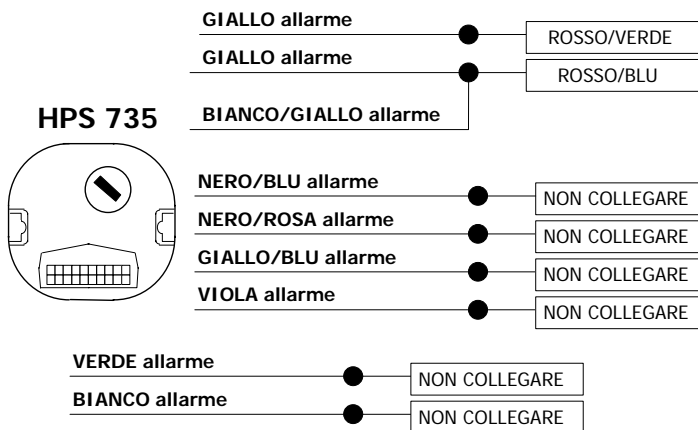 GIALLO allarme
ROSSO/VERDE
GIALLO allarme
ROSSO/BLU
BIANCO/GIALLO allarme
HPS 735
NERO/BLU allarme
NON COLLEGARE
NERO/ROSA allarme
NON COLLEGARE
GIALLO/BLU allarme
NON COLLEGARE
VIOLA allarme
NON COLLEGARE
VERDE allarme
NON COLLEGARE
BIANCO allarme
NON COLLEGARE